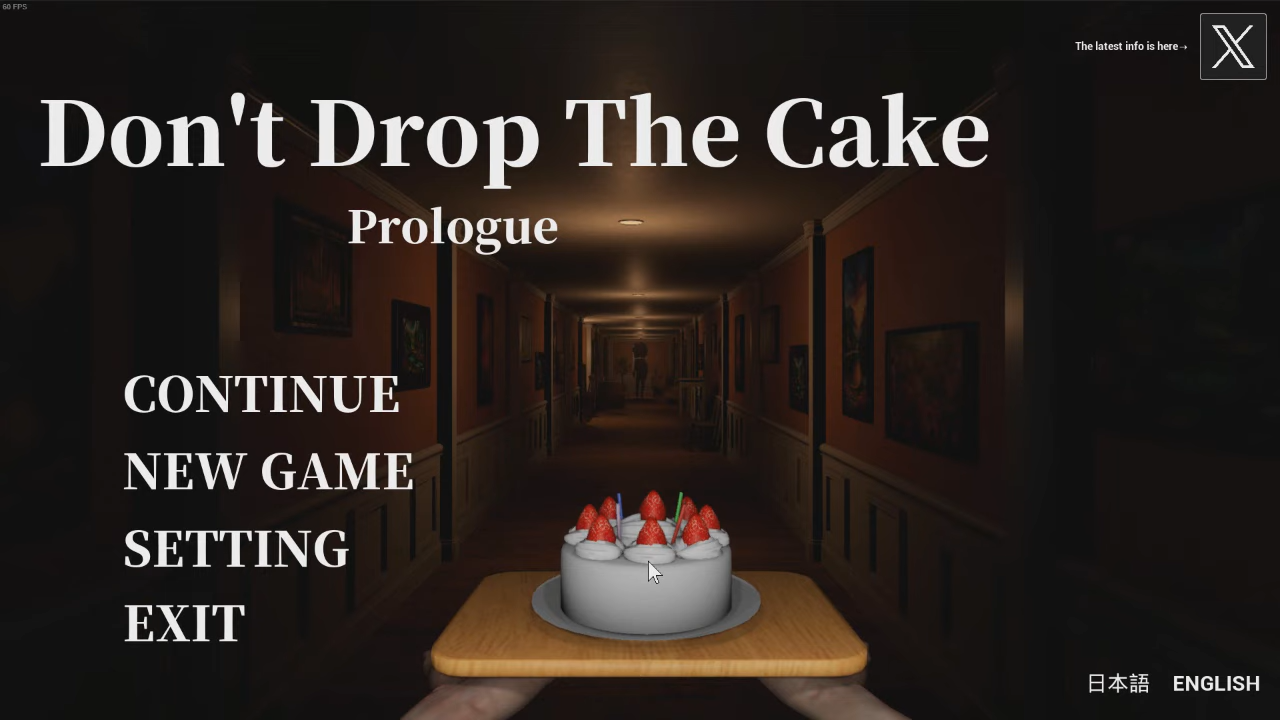 60 FPS
The latest info is here→
Don't Drop The Cake
Prologue
CONTINUE
NEW GAME
SETTING
EXIT
日本語 ENGLISH